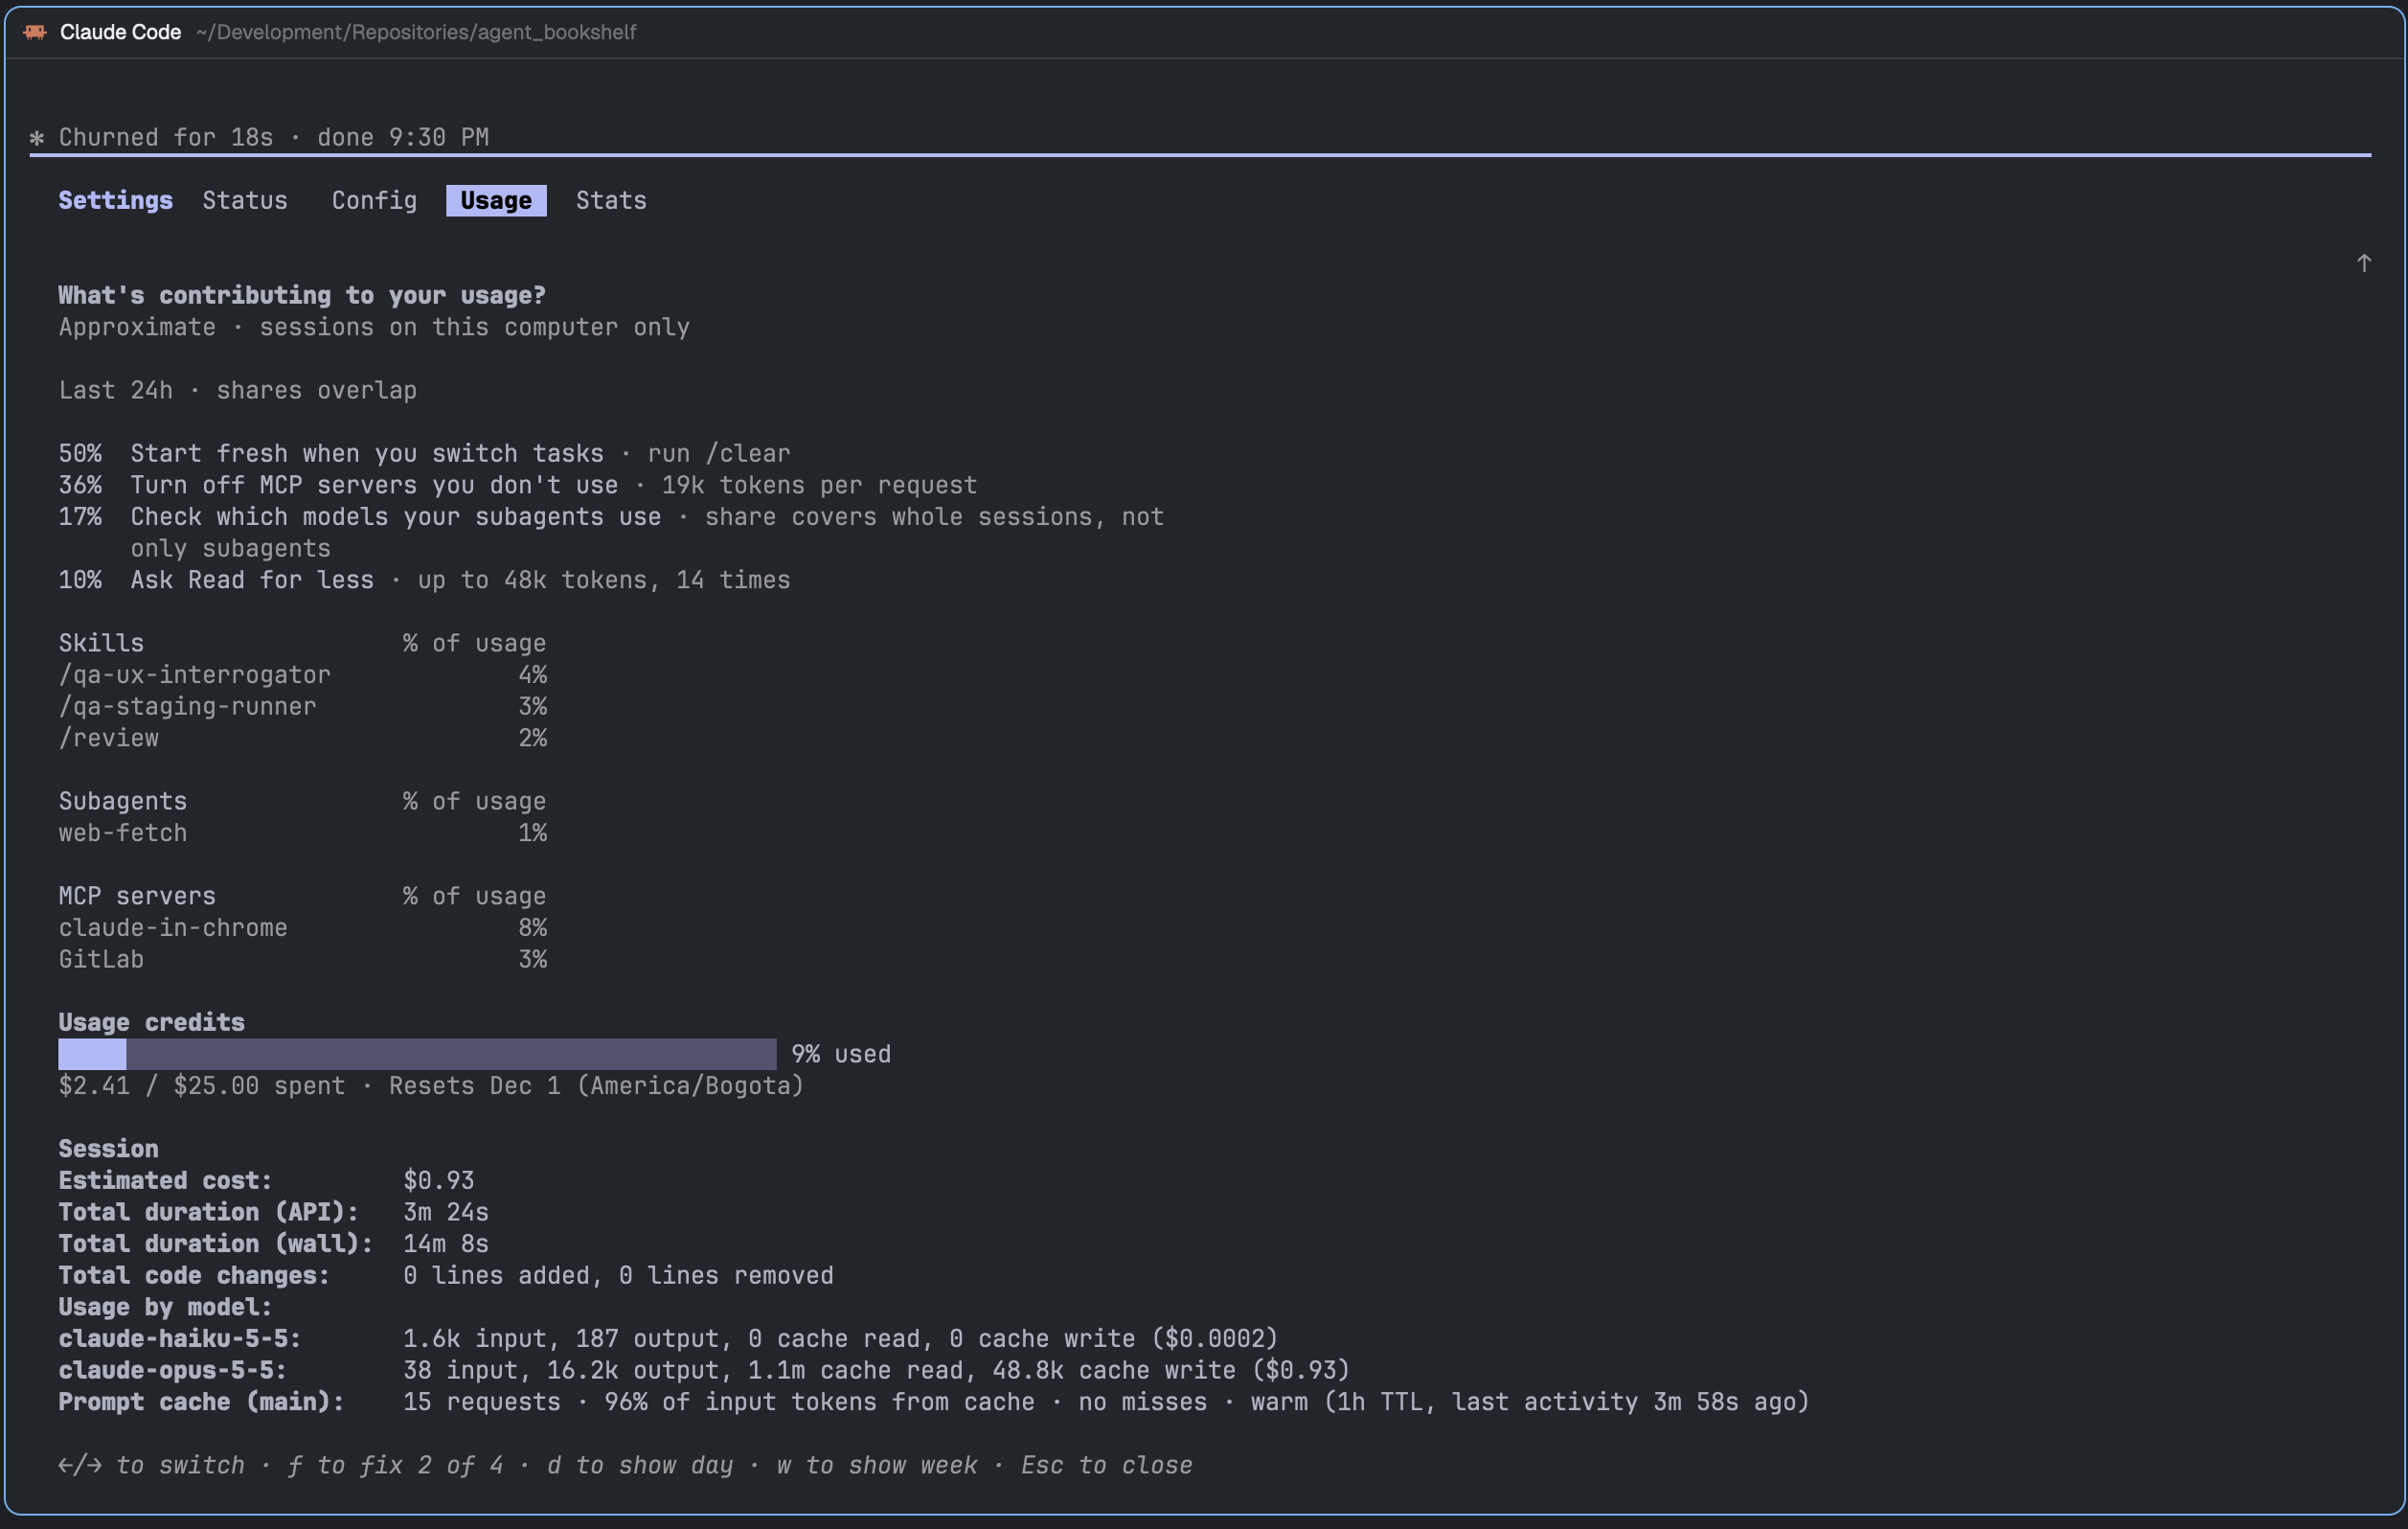 Claude Code ~/Development/Repositories/agent_bookshelf
✻ Churned for 18s · done 9:30 PM
Settings Status Config Usage Stats
↑
What's contributing to your usage?
Approximate · sessions on this computer only
Last 24h · shares overlap
50% Start fresh when you switch tasks · run /clear
36% Turn off MCP servers you don't use · 19k tokens per request
17% Check which models your subagents use · share covers whole sessions, not
only subagents
10% Ask Read for less · up to 48k tokens, 14 times
Skills % of usage
/qa-ux-interrogator 4%
/qa-staging-runner 3%
/review 2%
Subagents % of usage
web-fetch 1%
MCP servers % of usage
claude-in-chrome 8%
GitLab 3%
Usage credits
9% used
$2.41 / $25.00 spent · Resets Dec 1 (America/Bogota)
Session
Estimated cost: $0.93
Total duration (API): 3m 24s
Total duration (wall): 14m 8s
Total code changes: 0 lines added, 0 lines removed
Usage by model:
claude-haiku-5-5: 1.6k input, 187 output, 0 cache read, 0 cache write ($0.0002)
claude-opus-5-5: 38 input, 16.2k output, 1.1m cache read, 48.8k cache write ($0.93)
Prompt cache (main): 15 requests · 96% of input tokens from cache · no misses · warm (1h TTL, last activity 3m 58s ago)
←/→ to switch · f to fix 2 of 4 · d to show day · w to show week · Esc to close